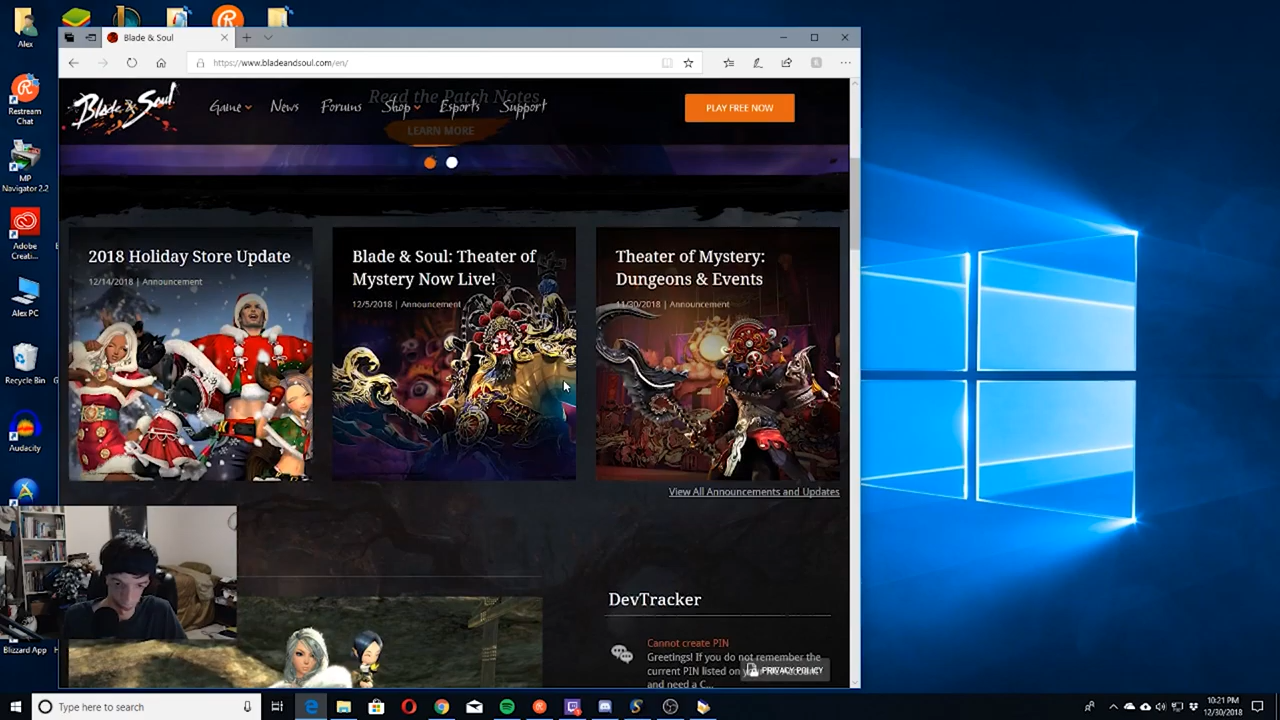 Alex
Restream
Chat
MP
Navigator 2.2
Adobe
Creati...
Alex PC
Recycle Bin
Audacity
Blizzard App
Blade & Soul
https://www.bladeandsoul.com/en/
Blade & Soul
Game
News
Forums
Shop
Esports
Support
PLAY FREE NOW
Read the Patch Notes
LEARN MORE
2018 Holiday Store Update
12/14/2018 | Announcement
Blade & Soul: Theater of
Mystery Now Live!
12/5/2018 | Announcement
Theater of Mystery:
Dungeons & Events
11/30/2018 | Announcement
View All Announcements and Updates
DevTracker
Cannot create PIN
Greetings! If you do not remember the
current PIN listed on
and need a C...
PRIVACY POLICY
Type here to search
10:21 PM
12/30/2018